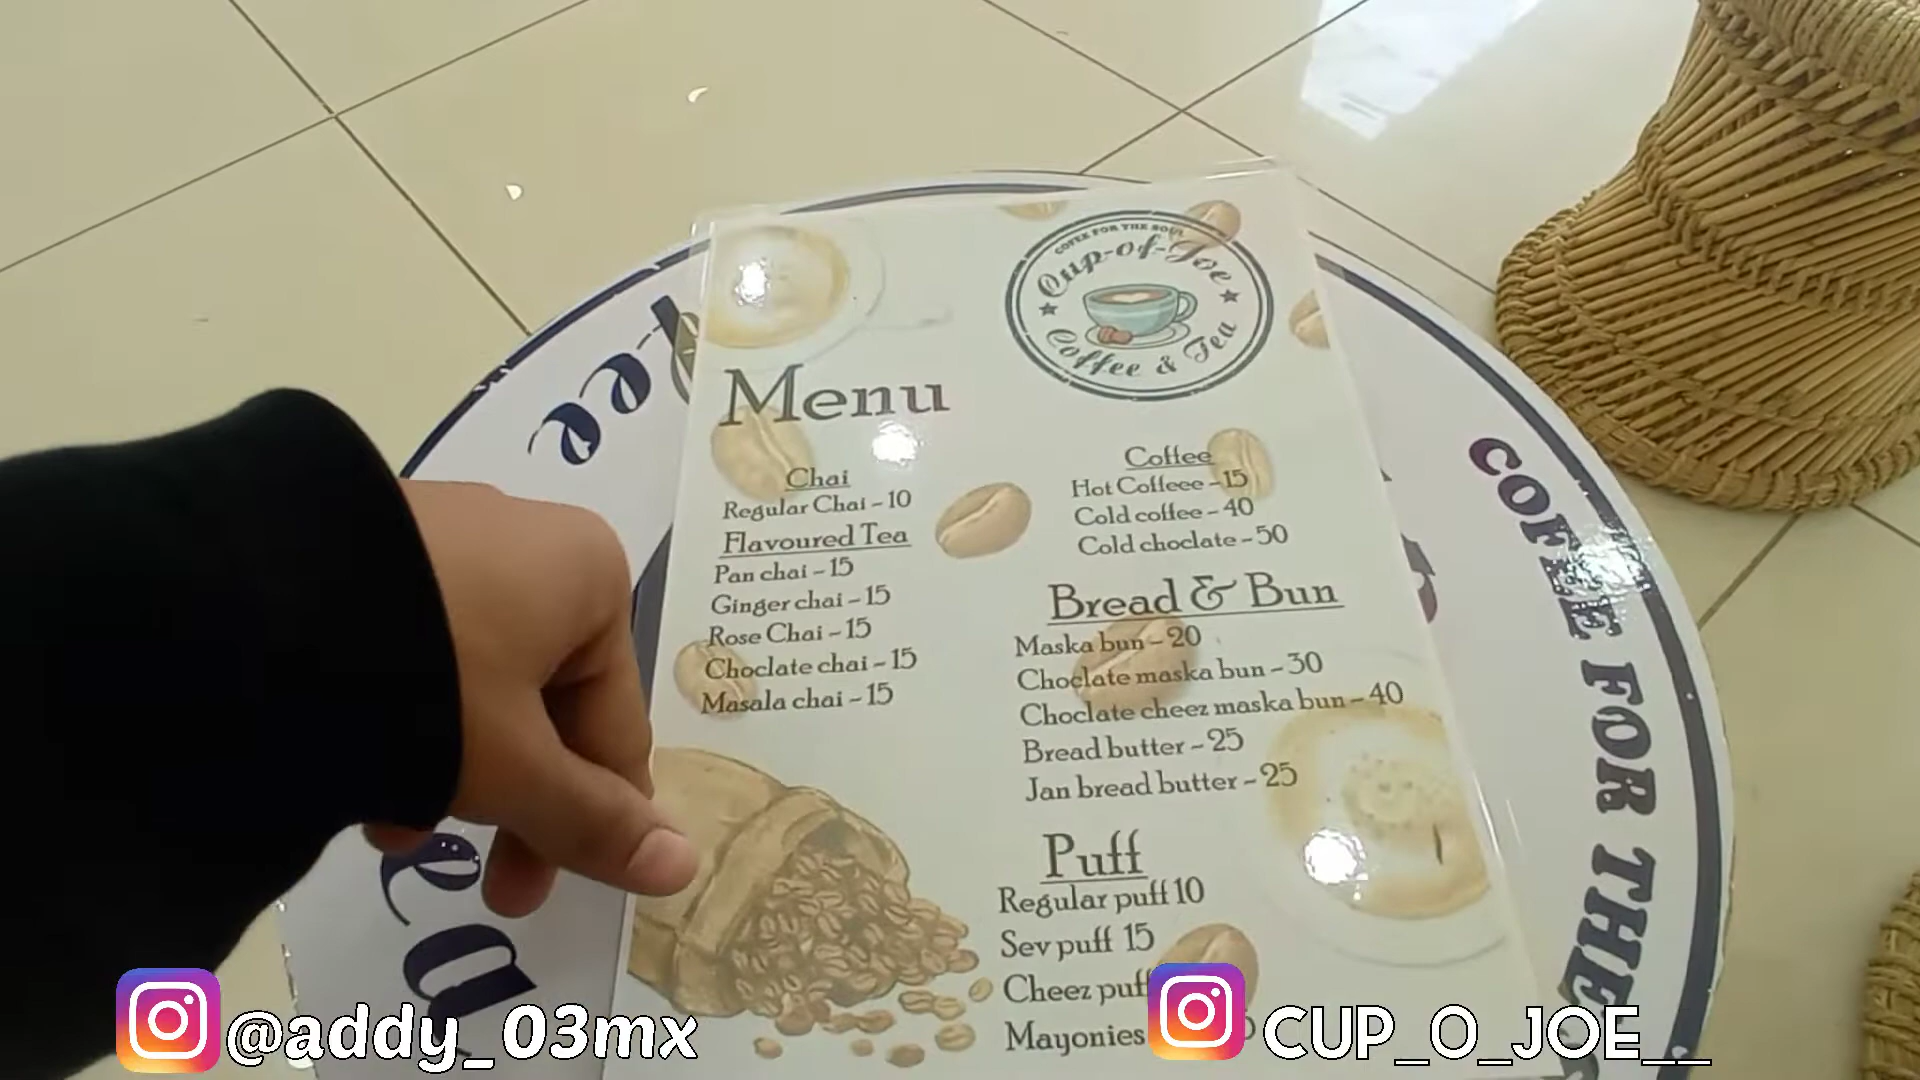 COFEE FOR THE SOUL
Cup-of-Joe
Coffee & Tea
Menu
Chai
Regular Chai - 10
Flavoured Tea
Pan chai - 15
Ginger chai - 15
Rose Chai - 15
Choclate chai - 15
Masala chai - 15
Coffee
Hot Coffeee - 15
Cold coffee - 40
Cold choclate - 50
Bread & Bun
Maska bun - 20
Choclate maska bun - 30
Choclate cheez maska bun - 40
Bread butter - 25
Jan bread butter - 25
Puff
Regular puff 10
Sev puff 15
Cheez puff
Mayonies
COFEE FOR THE
@addy_03mx
CUP_O_JOE__